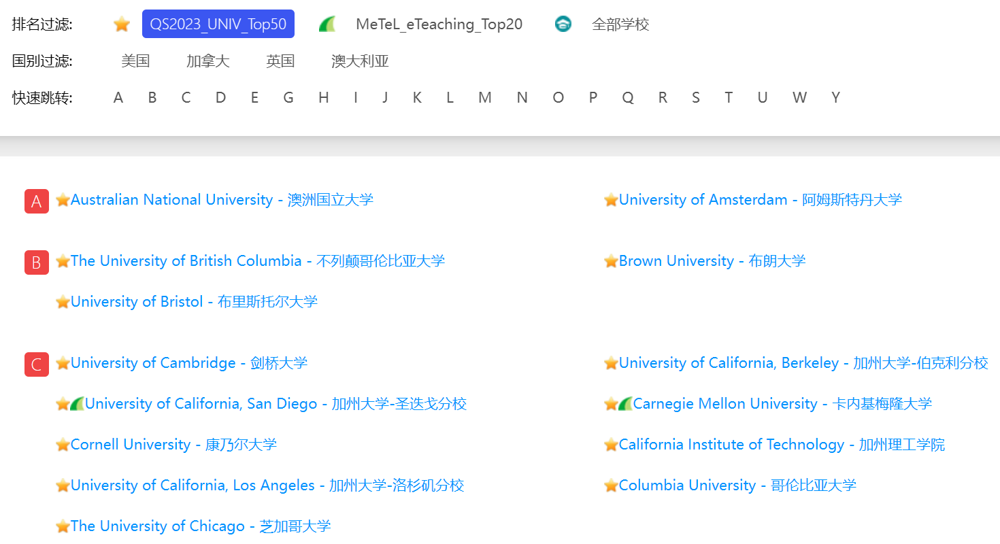 排名过滤: QS2023_UNIV_Top50 MeTeL_eTeaching_Top20 全部学校
国别过滤: 美国 加拿大 英国 澳大利亚
快速跳转: A B C D E G H I J K L M N O P Q R S T U W Y
A Australian National University - 澳洲国立大学 University of Amsterdam - 阿姆斯特丹大学
B The University of British Columbia - 不列颠哥伦比亚大学 Brown University - 布朗大学
University of Bristol - 布里斯托尔大学
C University of Cambridge - 剑桥大学 University of California, Berkeley - 加州大学-伯克利分校
University of California, San Diego - 加州大学-圣迭戈分校 Carnegie Mellon University - 卡内基梅隆大学
Cornell University - 康乃尔大学 California Institute of Technology - 加州理工学院
University of California, Los Angeles - 加州大学-洛杉矶分校 Columbia University - 哥伦比亚大学
The University of Chicago - 芝加哥大学